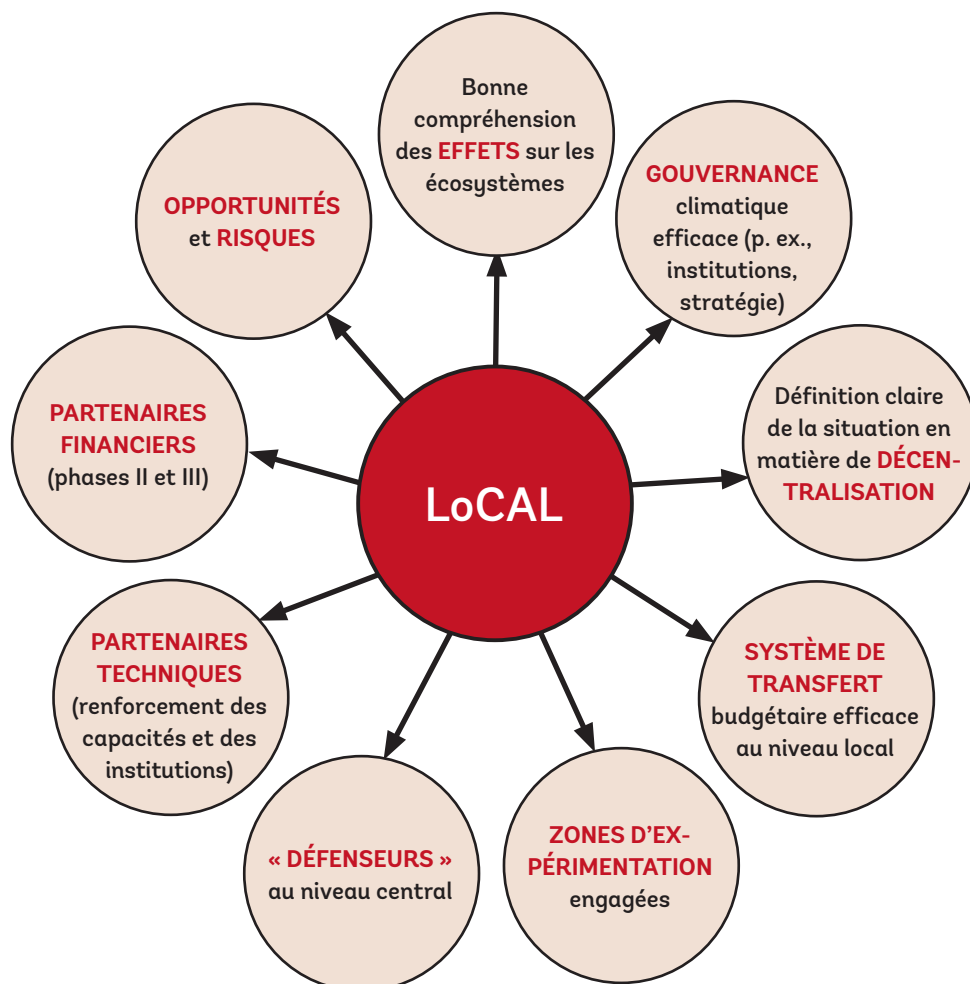 Bonne
compréhension
des EFFETS sur les
écosystèmes
GOUVERNANCE
climatique
efficace (p. ex.,
institutions,
stratégie)
Définition claire
de la situation en
matière de DÉCEN-
TRALISATION
SYSTÈME DE
TRANSFERT
budgétaire efficace
au niveau local
ZONES D’EX-
PÉRIMENTATION
engagées
« DÉFENSEURS »
au niveau central
PARTENAIRES
TECHNIQUES
(renforcement des
capacités et des
institutions)
PARTENAIRES
FINANCIERS
(phases II et III)
OPPORTUNITÉS
et RISQUES
LoCAL